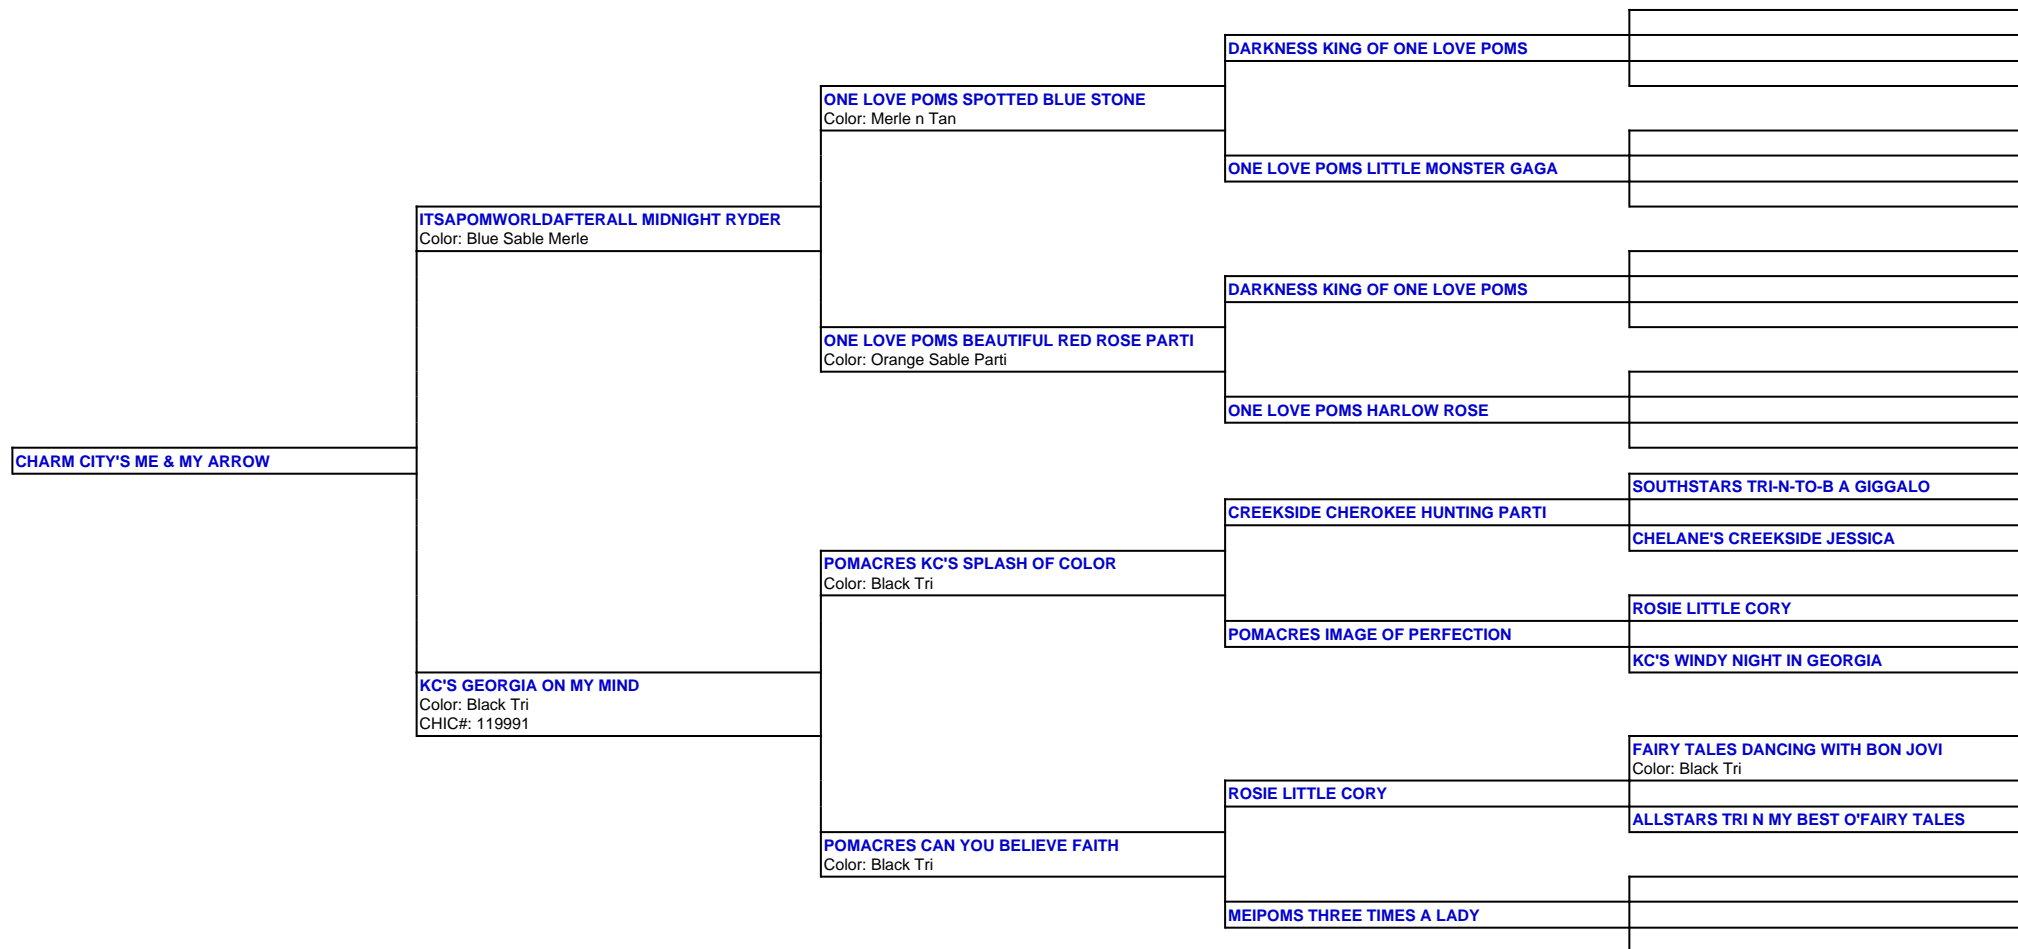 DARKNESS KING OF ONE LOVE POMS
ONE LOVE POMS SPOTTED BLUE STONE
Color: Merle n Tan
ONE LOVE POMS LITTLE MONSTER GAGA
ITSAPOMWORLDAFTERALL MIDNIGHT RYDER
Color: Blue Sable Merle
DARKNESS KING OF ONE LOVE POMS
ONE LOVE POMS BEAUTIFUL RED ROSE PARTI
Color: Orange Sable Parti
ONE LOVE POMS HARLOW ROSE
CHARM CITY'S ME & MY ARROW
SOUTHSTARS TRI-N-TO-B A GIGGALO
CREEKSIDE CHEROKEE HUNTING PARTI
CHELANE'S CREEKSIDE JESSICA
POMACRES KC'S SPLASH OF COLOR
Color: Black Tri
ROSIE LITTLE CORY
POMACRES IMAGE OF PERFECTION
KC'S WINDY NIGHT IN GEORGIA
KC'S GEORGIA ON MY MIND
Color: Black Tri
CHIC#: 119991
FAIRY TALES DANCING WITH BON JOVI
Color: Black Tri
ROSIE LITTLE CORY
ALLSTARS TRI N MY BEST O'FAIRY TALES
POMACRES CAN YOU BELIEVE FAITH
Color: Black Tri
MEIPOMS THREE TIMES A LADY